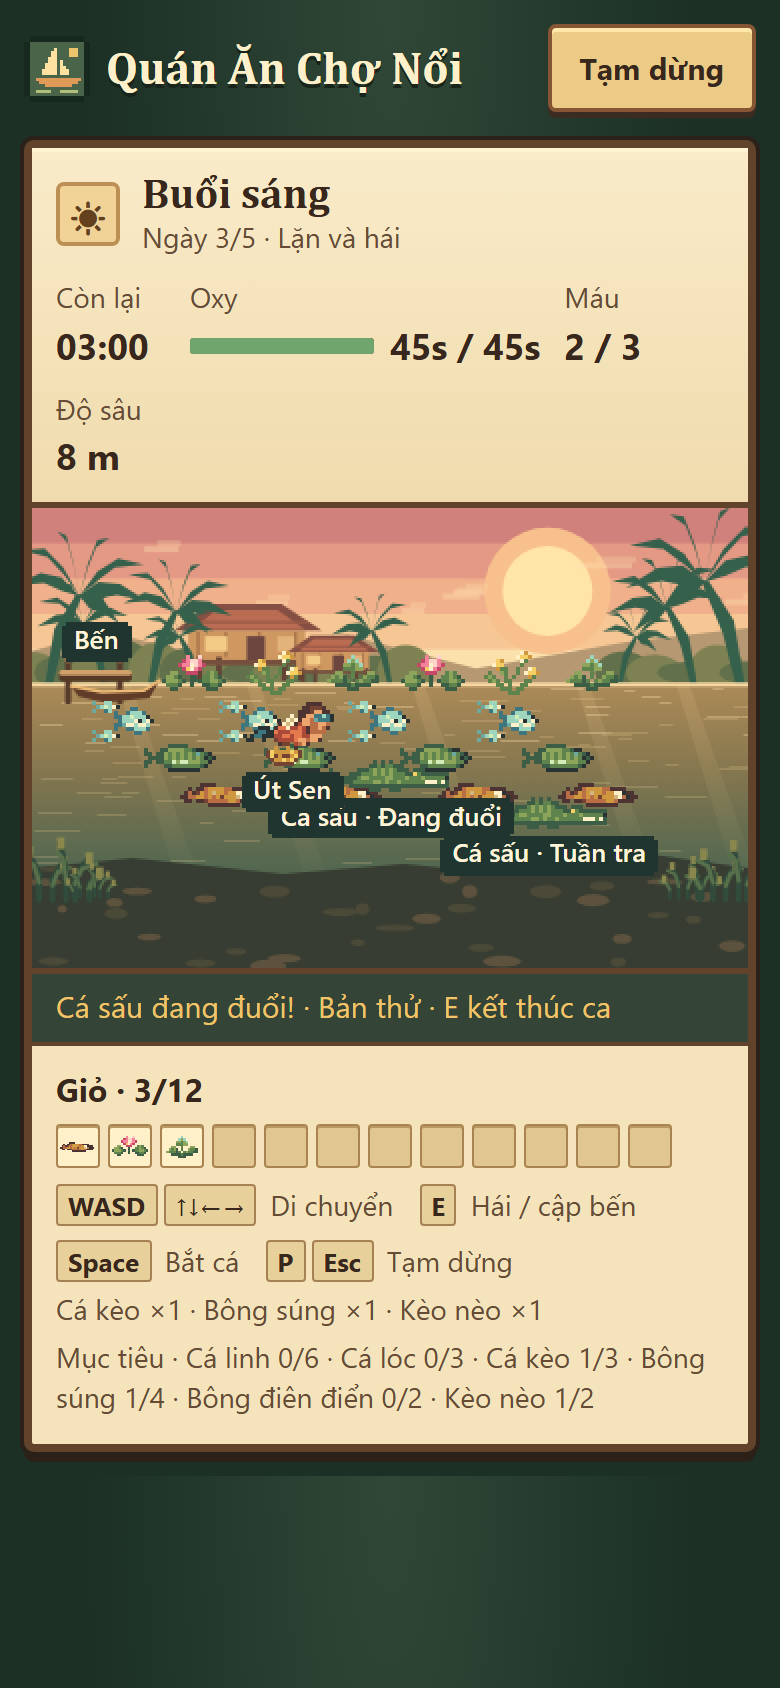 Quán Ăn Chợ Nổi
Tạm dừng
Buổi sáng
Ngày 3/5 · Lặn và hái
Còn lại
Oxy
Máu
03:00
45s / 45s
2 / 3
Độ sâu
8 m
Bến
Út Sen
Cá sấu · Đang đuổi
Cá sấu · Tuần tra
Cá sấu đang đuổi! · Bản thử · E kết thúc ca
Giỏ · 3/12
WASD ↑↓←→ Di chuyển E Hái / cập bến
Space Bắt cá P Esc Tạm dừng
Cá kèo ×1 · Bông súng ×1 · Kèo nèo ×1
Mục tiêu · Cá linh 0/6 · Cá lóc 0/3 · Cá kèo 1/3 · Bông
súng 1/4 · Bông điên điển 0/2 · Kèo nèo 1/2